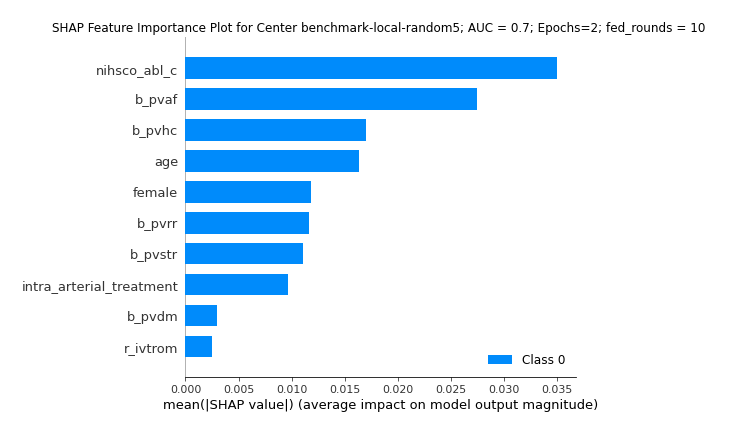 SHAP Feature Importance Plot for Center benchmark-local-random5; AUC = 0.7; Epochs=2; fed_rounds = 10
nihsco_abl_c
b_pvaf
b_pvhc
age
female
b_pvrr
b_pvstr
intra_arterial_treatment
b_pvdm
r_ivtrom
Class 0
0.000 0.005 0.010 0.015 0.020 0.025 0.030 0.035
mean(|SHAP value|) (average impact on model output magnitude)